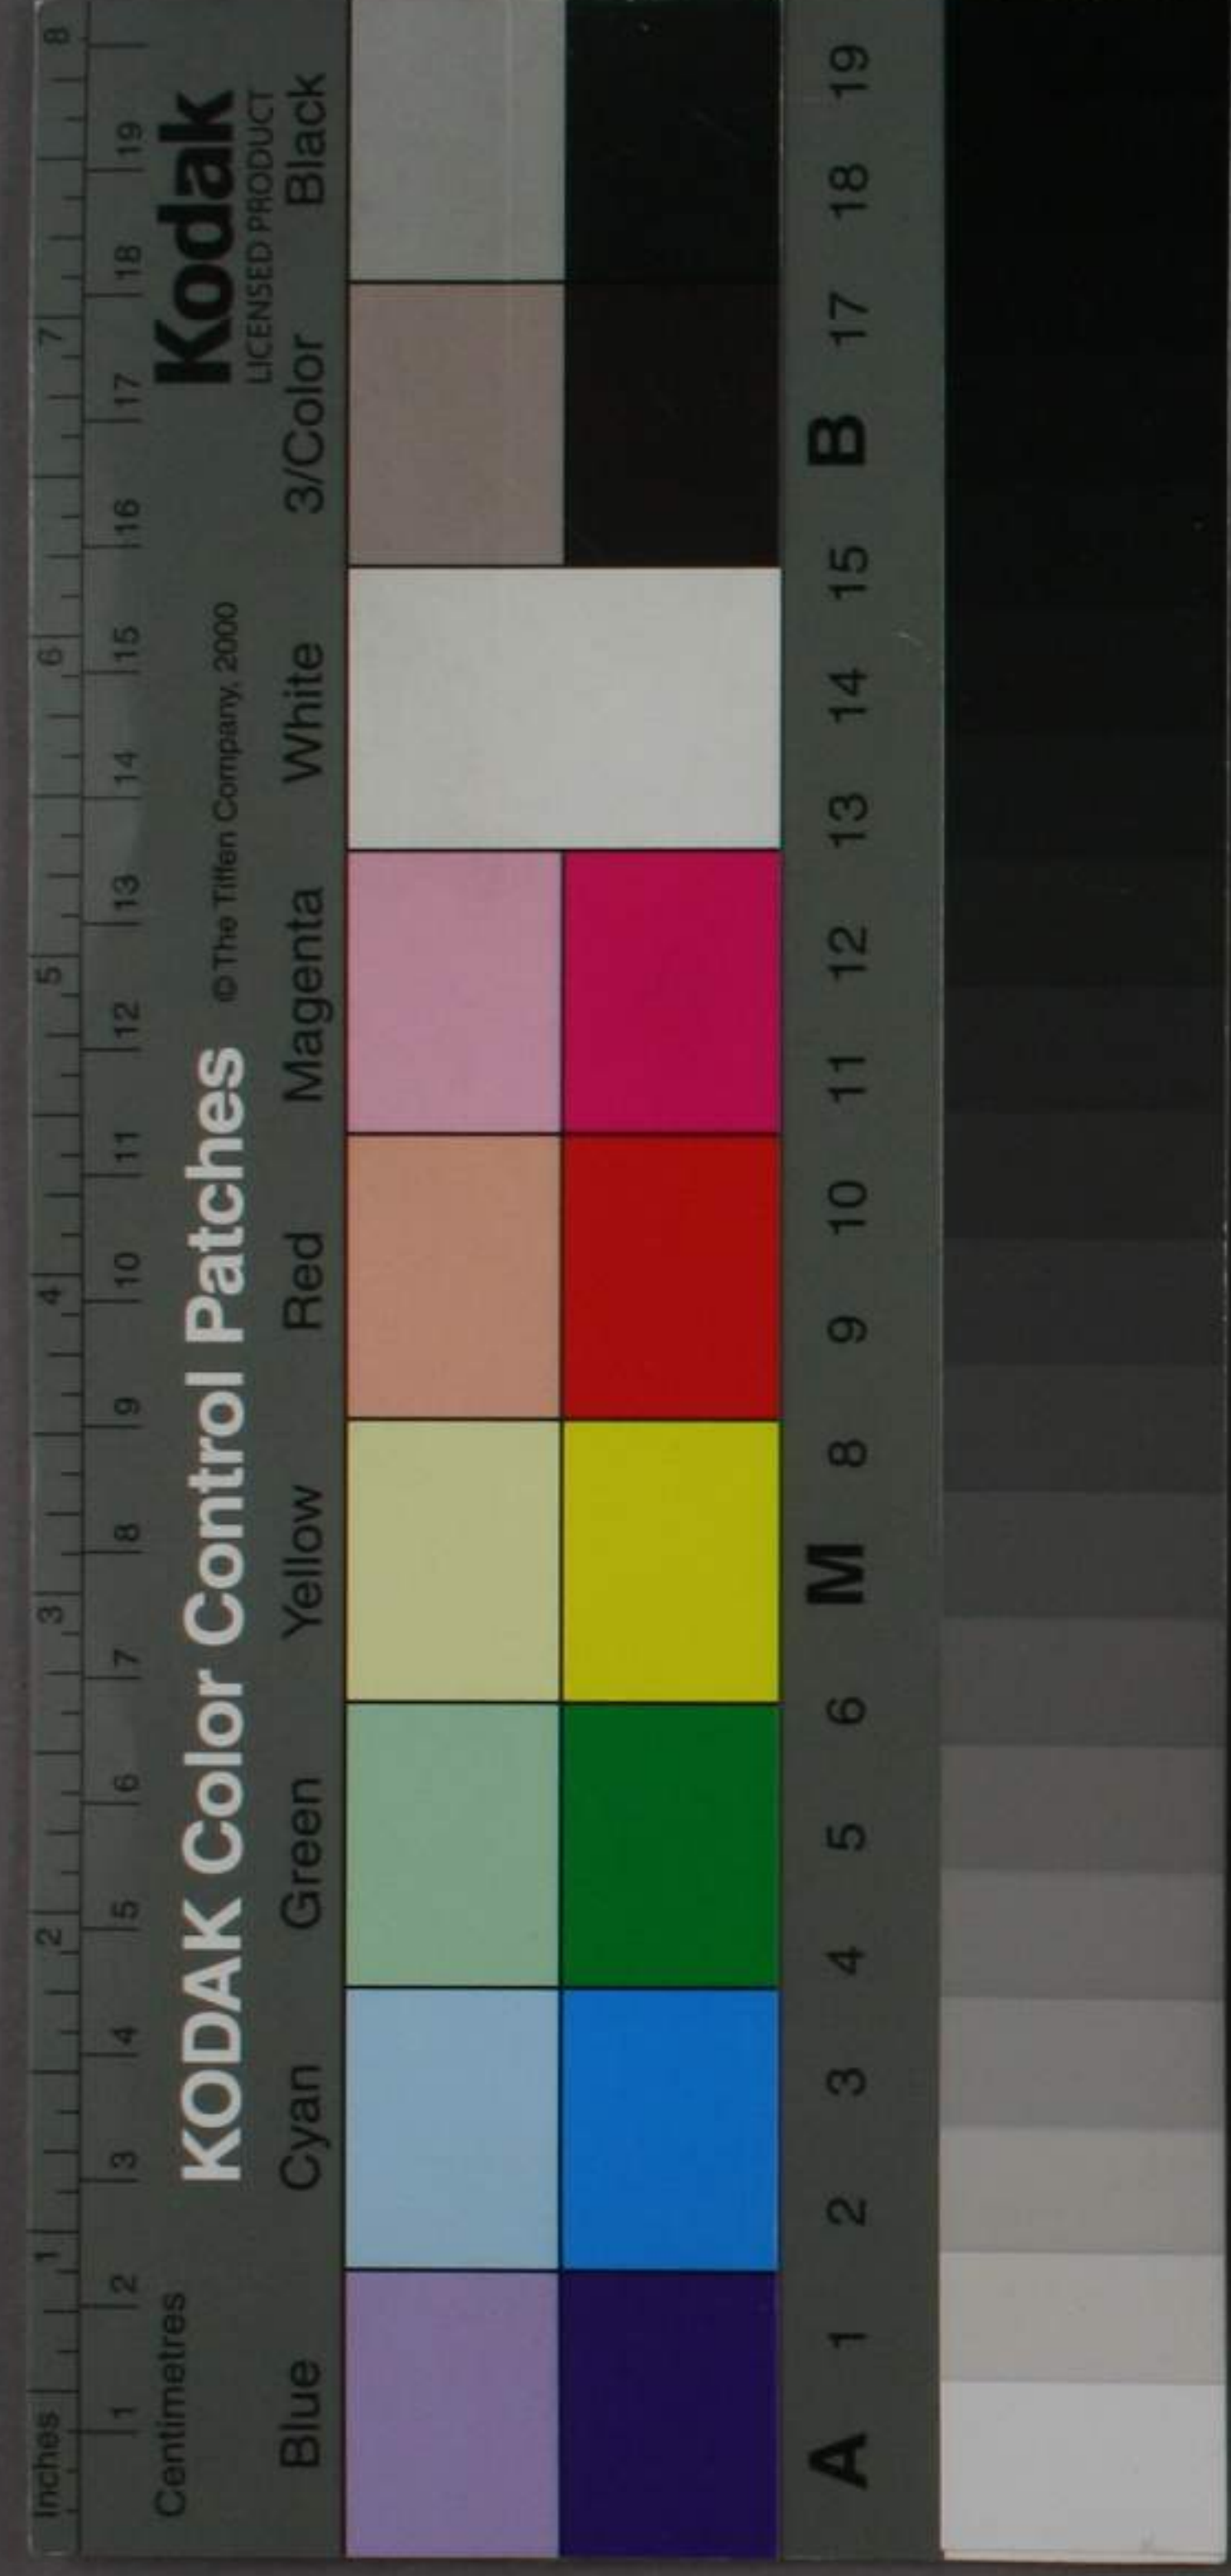 Inches 1 2 3 4 5 6 7 8
1 2 3 4 5 6 7 8 9 10 11 12 13 14 15 16 17 18 19
Centimetres
KODAK Color Control Patches © The Tiffen Company, 2000 Kodak
LICENSED PRODUCT
Blue Cyan Green Yellow Red Magenta White 3/Color Black
A 1 2 3 4 5 6 M 8 9 10 11 12 13 14 15 B 17 18 19